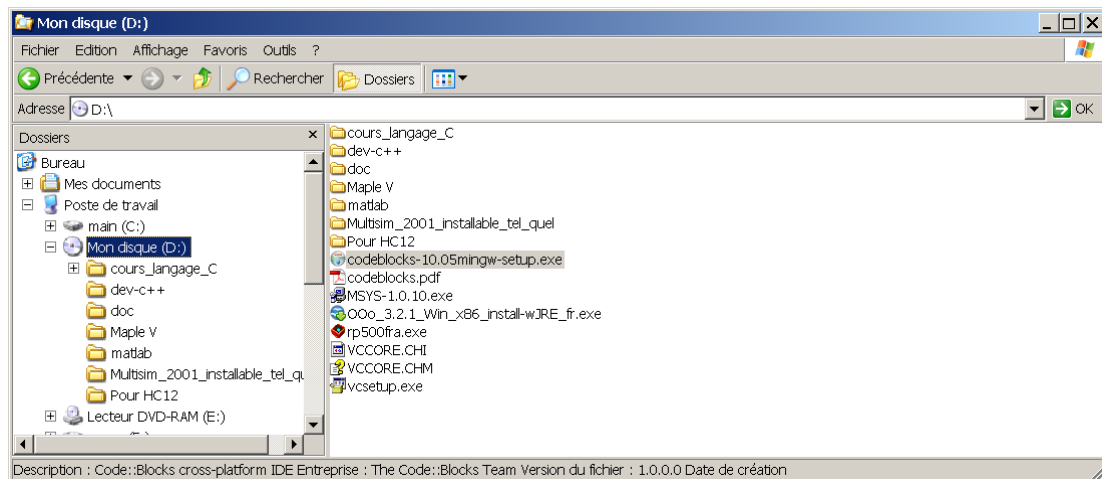 Mon disque (D:)
Fichier Edition Affichage Favoris Outils ?
Précédente Rechercher Dossiers
Adresse D:\ OK
Dossiers
Bureau
Mes documents
Poste de travail
main (C:)
Mon disque (D:)
cours_langage_C
dev-c++
doc
Maple V
matlab
Multisim_2001_installable_tel_qu
Pour HC12
Lecteur DVD-RAM (E:)
cours_langage_C
dev-c++
doc
Maple V
matlab
Multisim_2001_installable_tel_quel
Pour HC12
codeblocks-10.05mingw-setup.exe
codeblocks.pdf
MSYS-1.0.10.exe
OOo_3.2.1_Win_x86_install-wJRE_fr.exe
rp500fra.exe
VCCORE.CHI
VCCORE.CHM
vcsetup.exe
Description : Code::Blocks cross-platform IDE Entreprise : The Code::Blocks Team Version du fichier : 1.0.0.0 Date de création